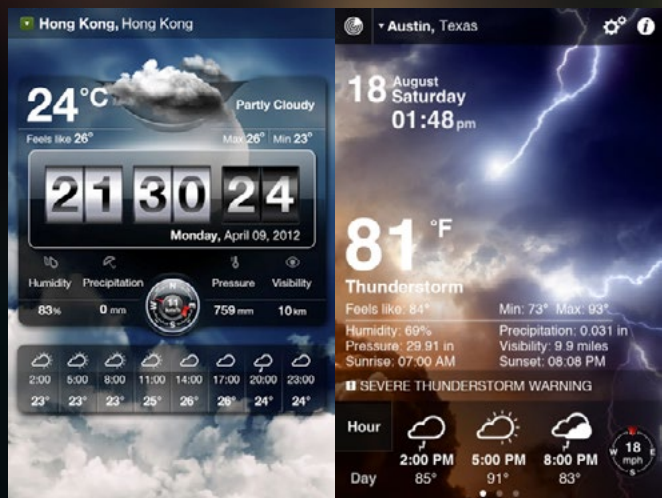 Hong Kong, Hong Kong
24°C
Partly Cloudy
Feels like 26°
Max 26° Min 23°
21 30 24
Monday, April 09, 2012
Humidity Precipitation Pressure Visibility
N
W 11 E
km/h
S
83% 0 mm 759 mm 10 km
2:00 5:00 8:00 11:00 14:00 17:00 20:00 23:00
23° 23° 23° 25° 26° 26° 24° 24°
Austin, Texas
i
18 August
Saturday
01:48 pm
81 °F
Thunderstorm
Feels like: 84° Min: 73° Max: 93°
Humidity: 69% Precipitation: 0.031 in
Pressure: 29.91 in Visibility: 9.9 miles
Sunrise: 07:00 AM Sunset: 08:08 PM
! SEVERE THUNDERSTORM WARNING
Hour
2:00 PM 5:00 PM 8:00 PM
Day 85° 91° 83°
W 18 E
mph
S